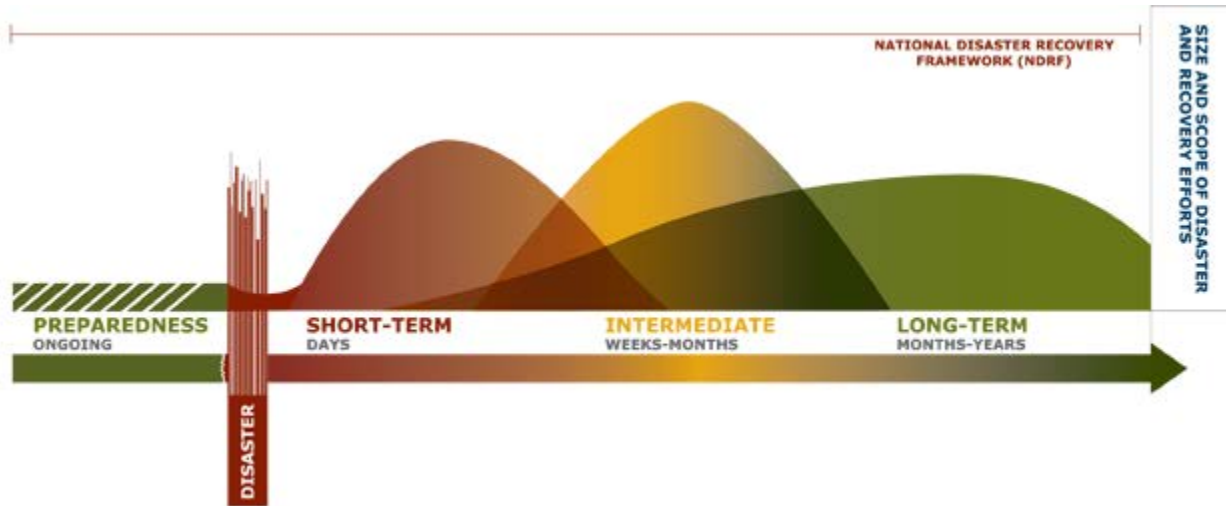 NATIONAL DISASTER RECOVERY
FRAMEWORK (NDRF)
SIZE AND SCOPE OF DISASTER
AND RECOVERY EFFORTS
PREPAREDNESS
ONGOING
SHORT-TERM
DAYS
INTERMEDIATE
WEEKS-MONTHS
LONG-TERM
MONTHS-YEARS
DISASTER